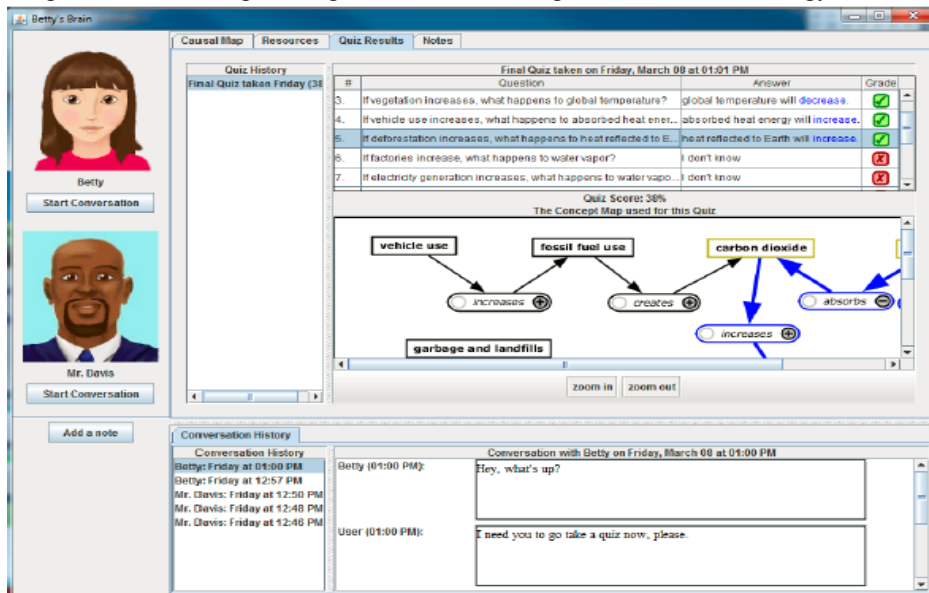 Betty's Brain
Causal Map Resources Quiz Results Notes
Betty
Start Conversation
Mr. Davis
Start Conversation
Add a note
Quiz History
Final Quiz taken Friday (38
Final Quiz taken on Friday, March 08 at 01:01 PM
# Question Answer Grade
3. If vegetation increases, what happens to global temperature? global temperature will decrease.
4. If vehicle use increases, what happens to absorbed heat ener... absorbed heat energy will increase.
5. If deforestation increases, what happens to heat reflected to E... heat reflected to Earth will increase.
6. If factories increase, what happens to water vapor? I don't know
7. If electricity generation increases, what happens to water vapo... I don't know
Quiz Score: 38%
The Concept Map used for this Quiz
vehicle use fossil fuel use carbon dioxide
increases creates absorbs
increases
garbage and landfills
zoom in zoom out
Conversation History
Conversation History
Betty: Friday at 01:00 PM
Betty: Friday at 12:57 PM
Mr. Davis: Friday at 12:50 PM
Mr. Davis: Friday at 12:48 PM
Mr. Davis: Friday at 12:46 PM
Conversation with Betty on Friday, March 08 at 01:00 PM
Betty (01:00 PM):
Hey, what's up?
User (01:00 PM):
I need you to go take a quiz now, please.